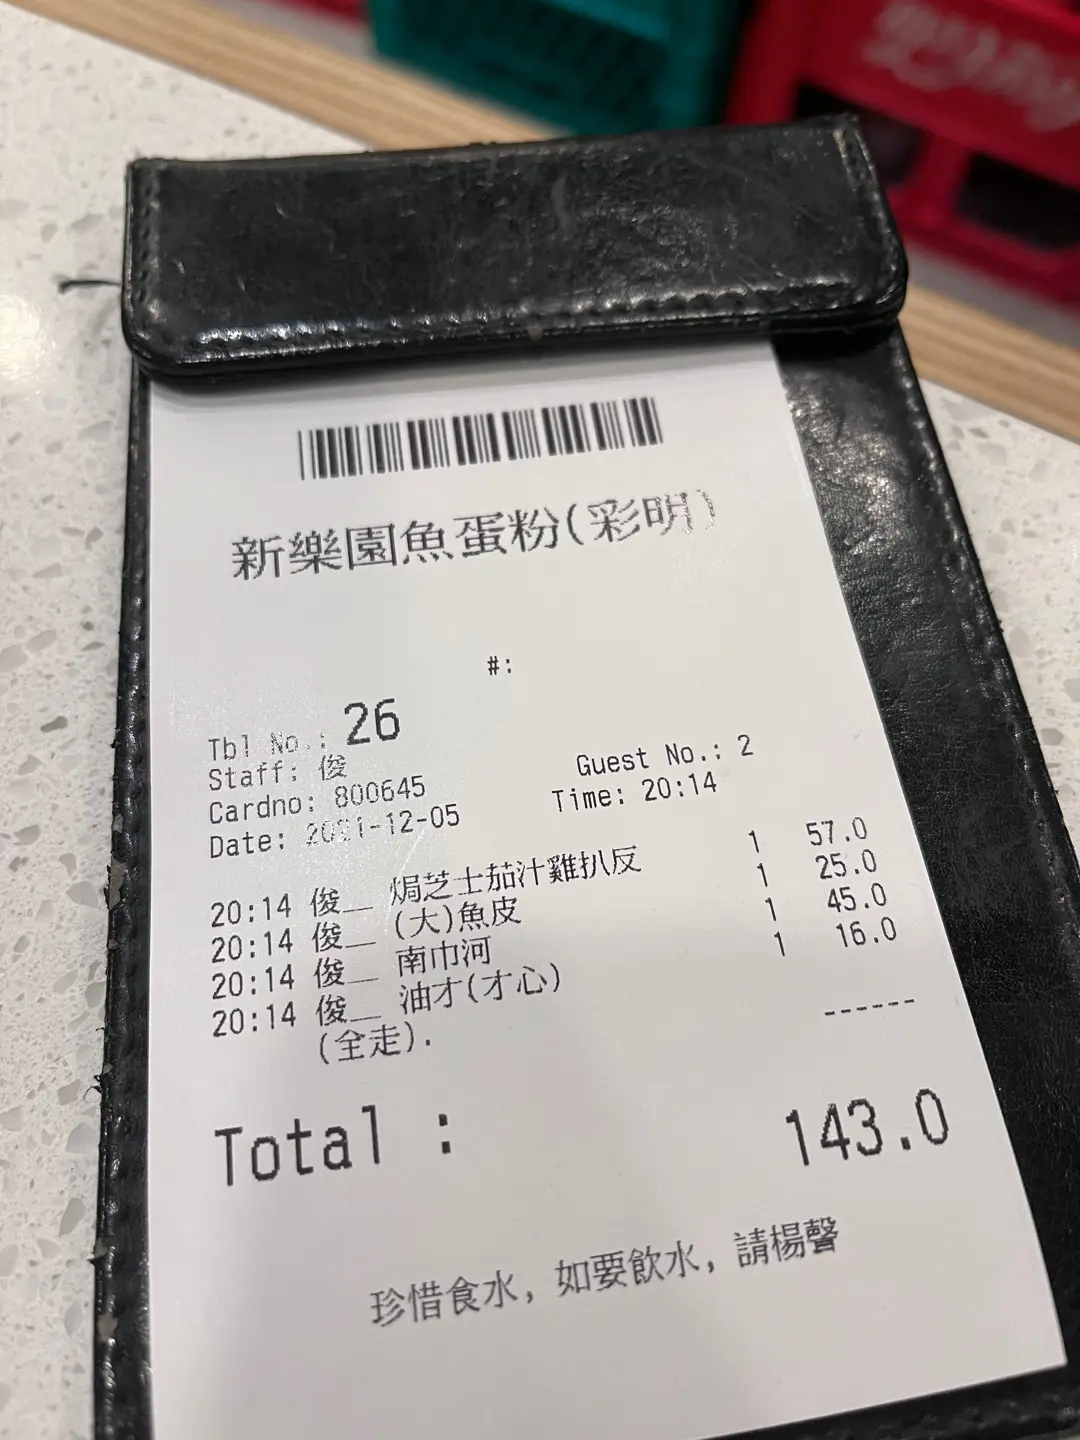 新樂園魚蛋粉(彩明)
#:
Tbl No.: 26
Staff: 俊
Cardno: 800645 Guest No.: 2
Date: 2021-12-05 Time: 20:14
20:14 俊__ 焗芝士茄汁雞扒反 1 57.0
20:14 俊__ (大)魚皮 1 25.0
20:14 俊__ 南巾河 1 45.0
20:14 俊__ 油才(才心) 1 16.0
(全走).
------
Total : 143.0
珍惜食水, 如要飲水, 請楊聲